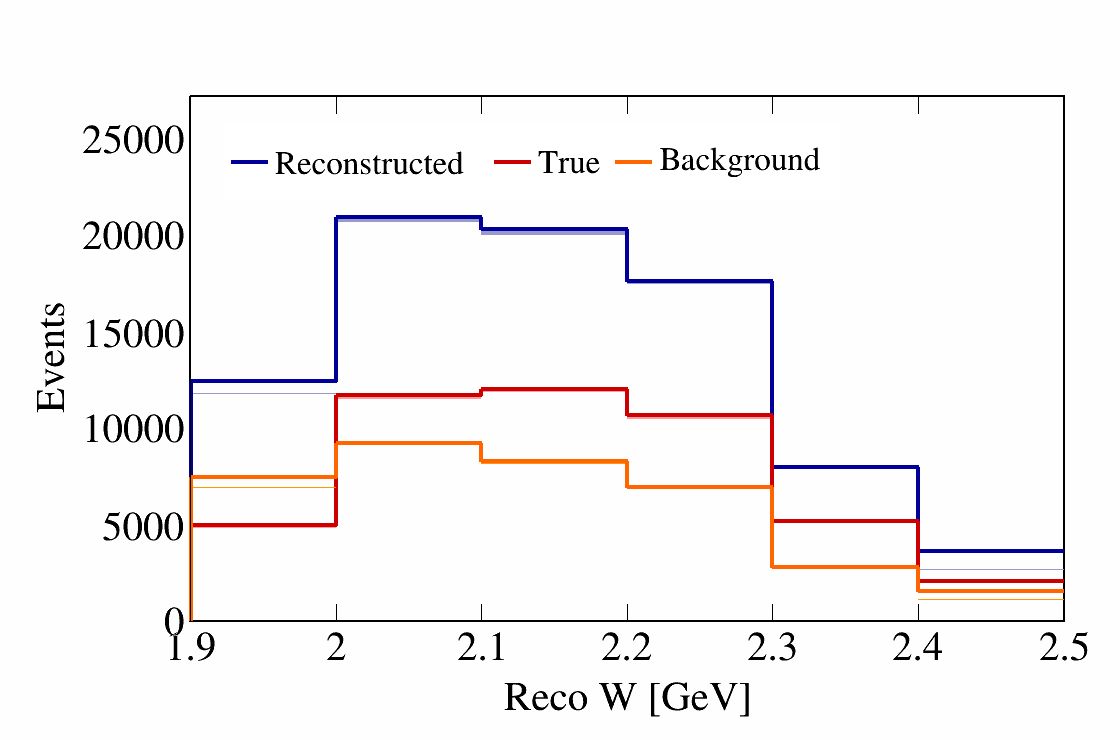 25000
Reconstructed True Background
20000
15000
Events
10000
5000
0
1.9 2 2.1 2.2 2.3 2.4 2.5
Reco W [GeV]